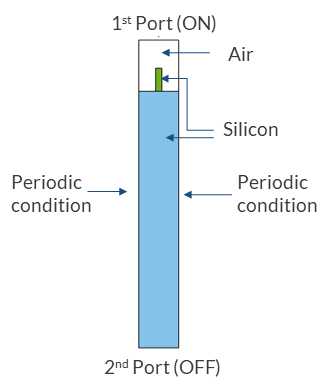 1st Port (ON)
Air
Silicon
Periodic
condition
Periodic
condition
2nd Port (OFF)